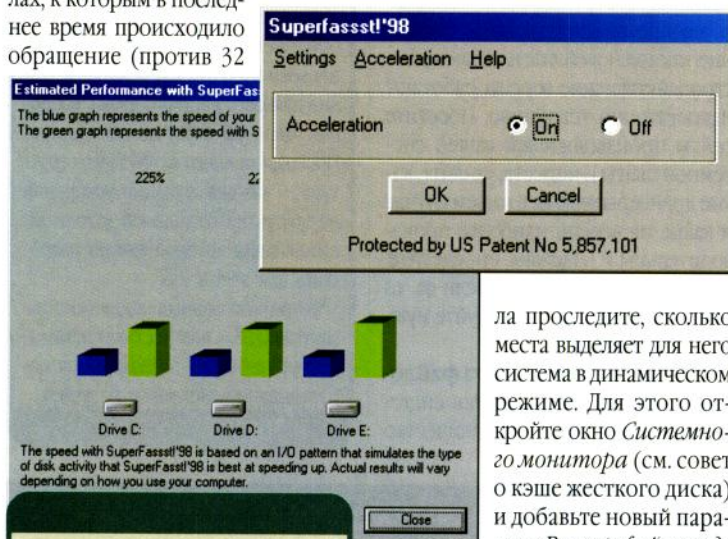 лах, к которым в послед-
нее время происходило
обращение (против 32
Estimated Performance with SuperFas
The blue graph represents the speed of your
The green graph represents the speed with S
225%
22
Drive C:
Drive D:
Drive E:
The speed with SuperFassst!'98 is based on an I/O pattern that simulates the type
of disk activity that SuperFassst!'98 is best at speeding up. Actual results will vary
depending on how you use your computer.
Close
Superfassst!'98
Settings Acceleration Help
Acceleration On Off
OK Cancel
Protected by US Patent No 5,857,101
ла проследите, сколько
места выделяет для него
система в динамическом
режиме. Для этого от-
кройте окно Системно-
го монитора (см. совет
о кэше жесткого диска)
и добавьте новый пара-